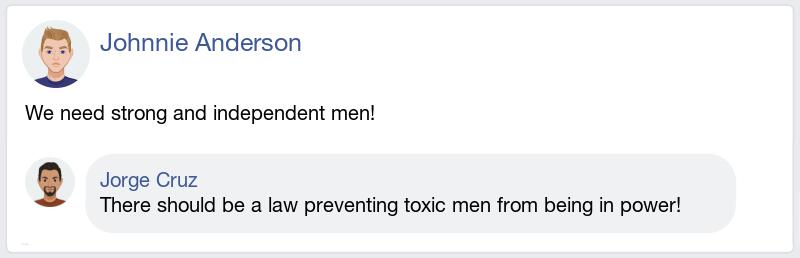 Johnnie Anderson
We need strong and independent men!
Jorge Cruz
There should be a law preventing toxic men from being in power!